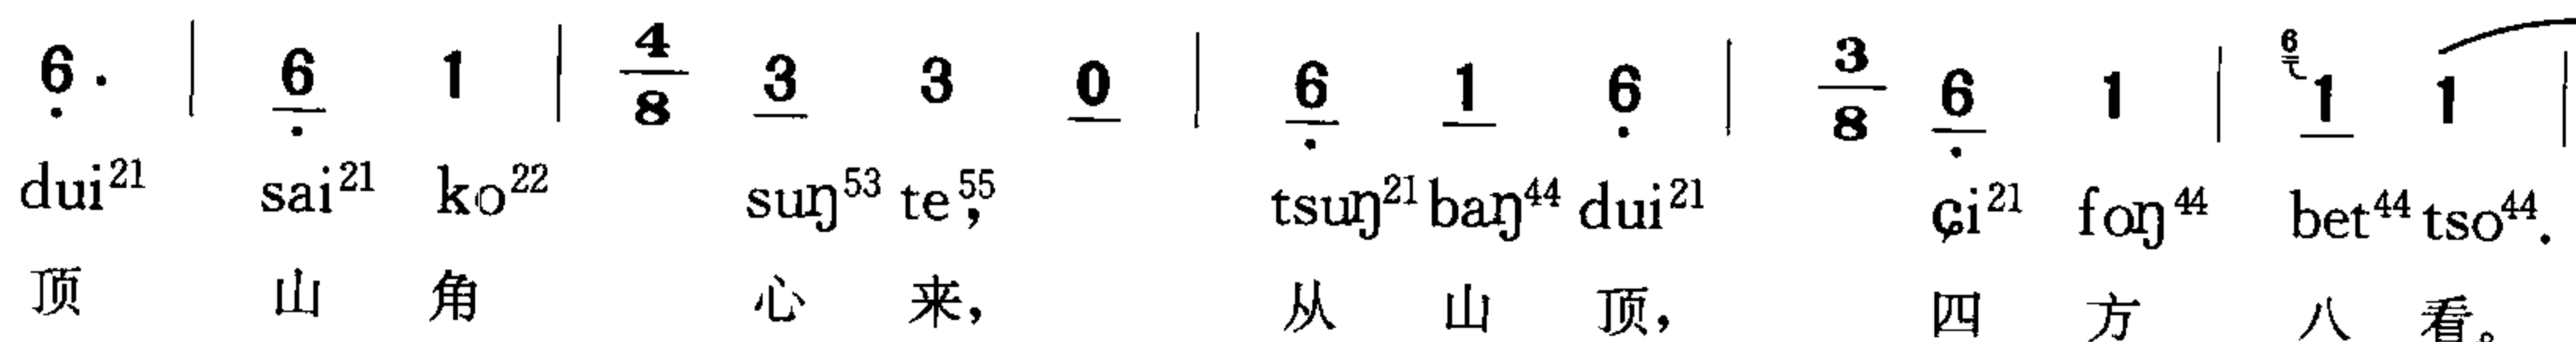 6̣. | 6̣ 1 | 4/8 3 3 0 | 6̣ 1 6̣ | 3/8 6̣ 1 | 6 1 1 |
dui²¹ sai²¹ ko²² suŋ⁵³ te⁵⁵, tsuŋ²¹ baŋ⁴⁴ dui²¹ ɕi²¹ foŋ⁴⁴ bet⁴⁴ tso⁴⁴.
顶 山 角 心 来， 从 山 顶， 四 方 八 看。